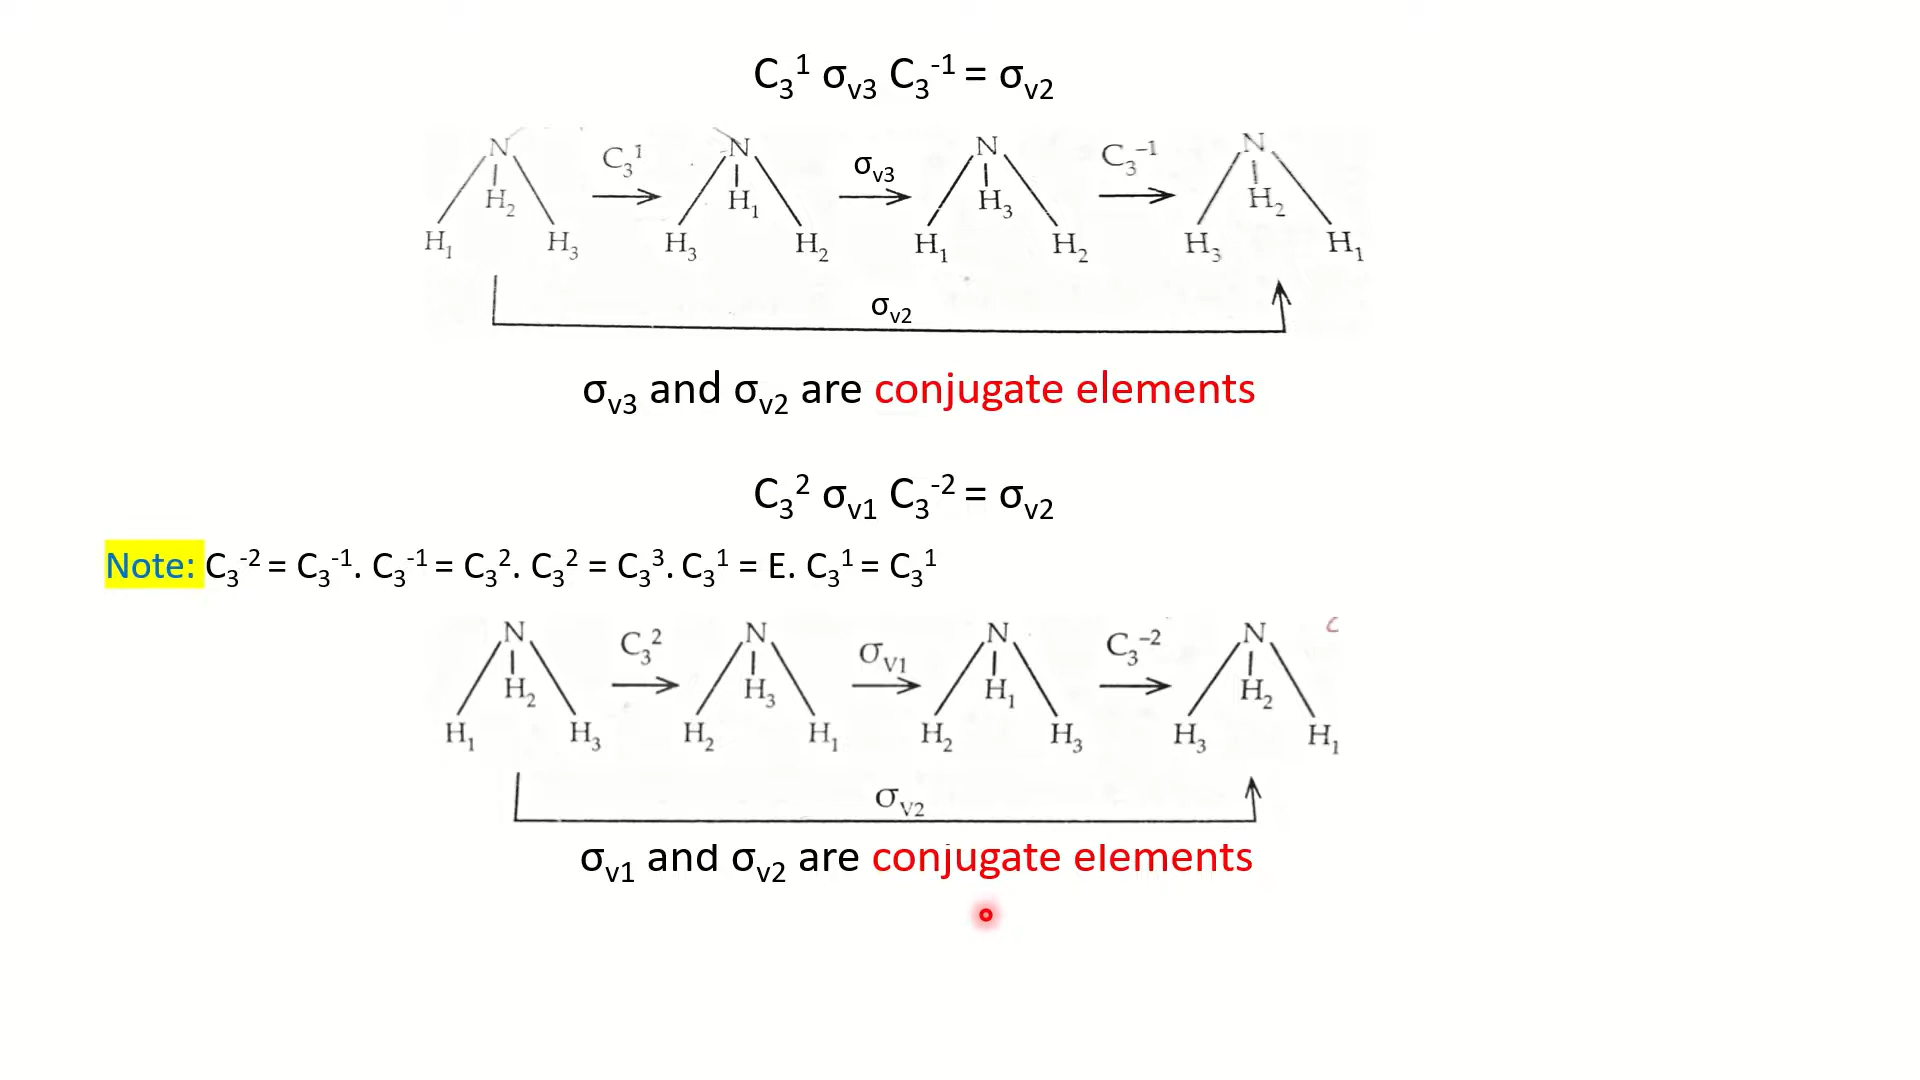 C₃¹ σᵥ₃ C₃⁻¹ = σᵥ₂
N C₃¹ N σᵥ₃ N C₃⁻¹ N
H₂ H₁ H₃ H₂
H₁ H₃ H₃ H₂ H₁ H₂ H₃ H₁
σᵥ₂
σᵥ₃ and σᵥ₂ are conjugate elements
C₃² σᵥ₁ C₃⁻² = σᵥ₂
Note: C₃⁻² = C₃⁻¹. C₃⁻¹ = C₃². C₃² = C₃³. C₃¹ = E. C₃¹ = C₃¹
N C₃² N σV1 N C₃⁻² N C
H₂ H₃ H₁ H₂
H₁ H₃ H₂ H₁ H₂ H₃ H₃ H₁
σV2
σᵥ₁ and σᵥ₂ are conjugate elements